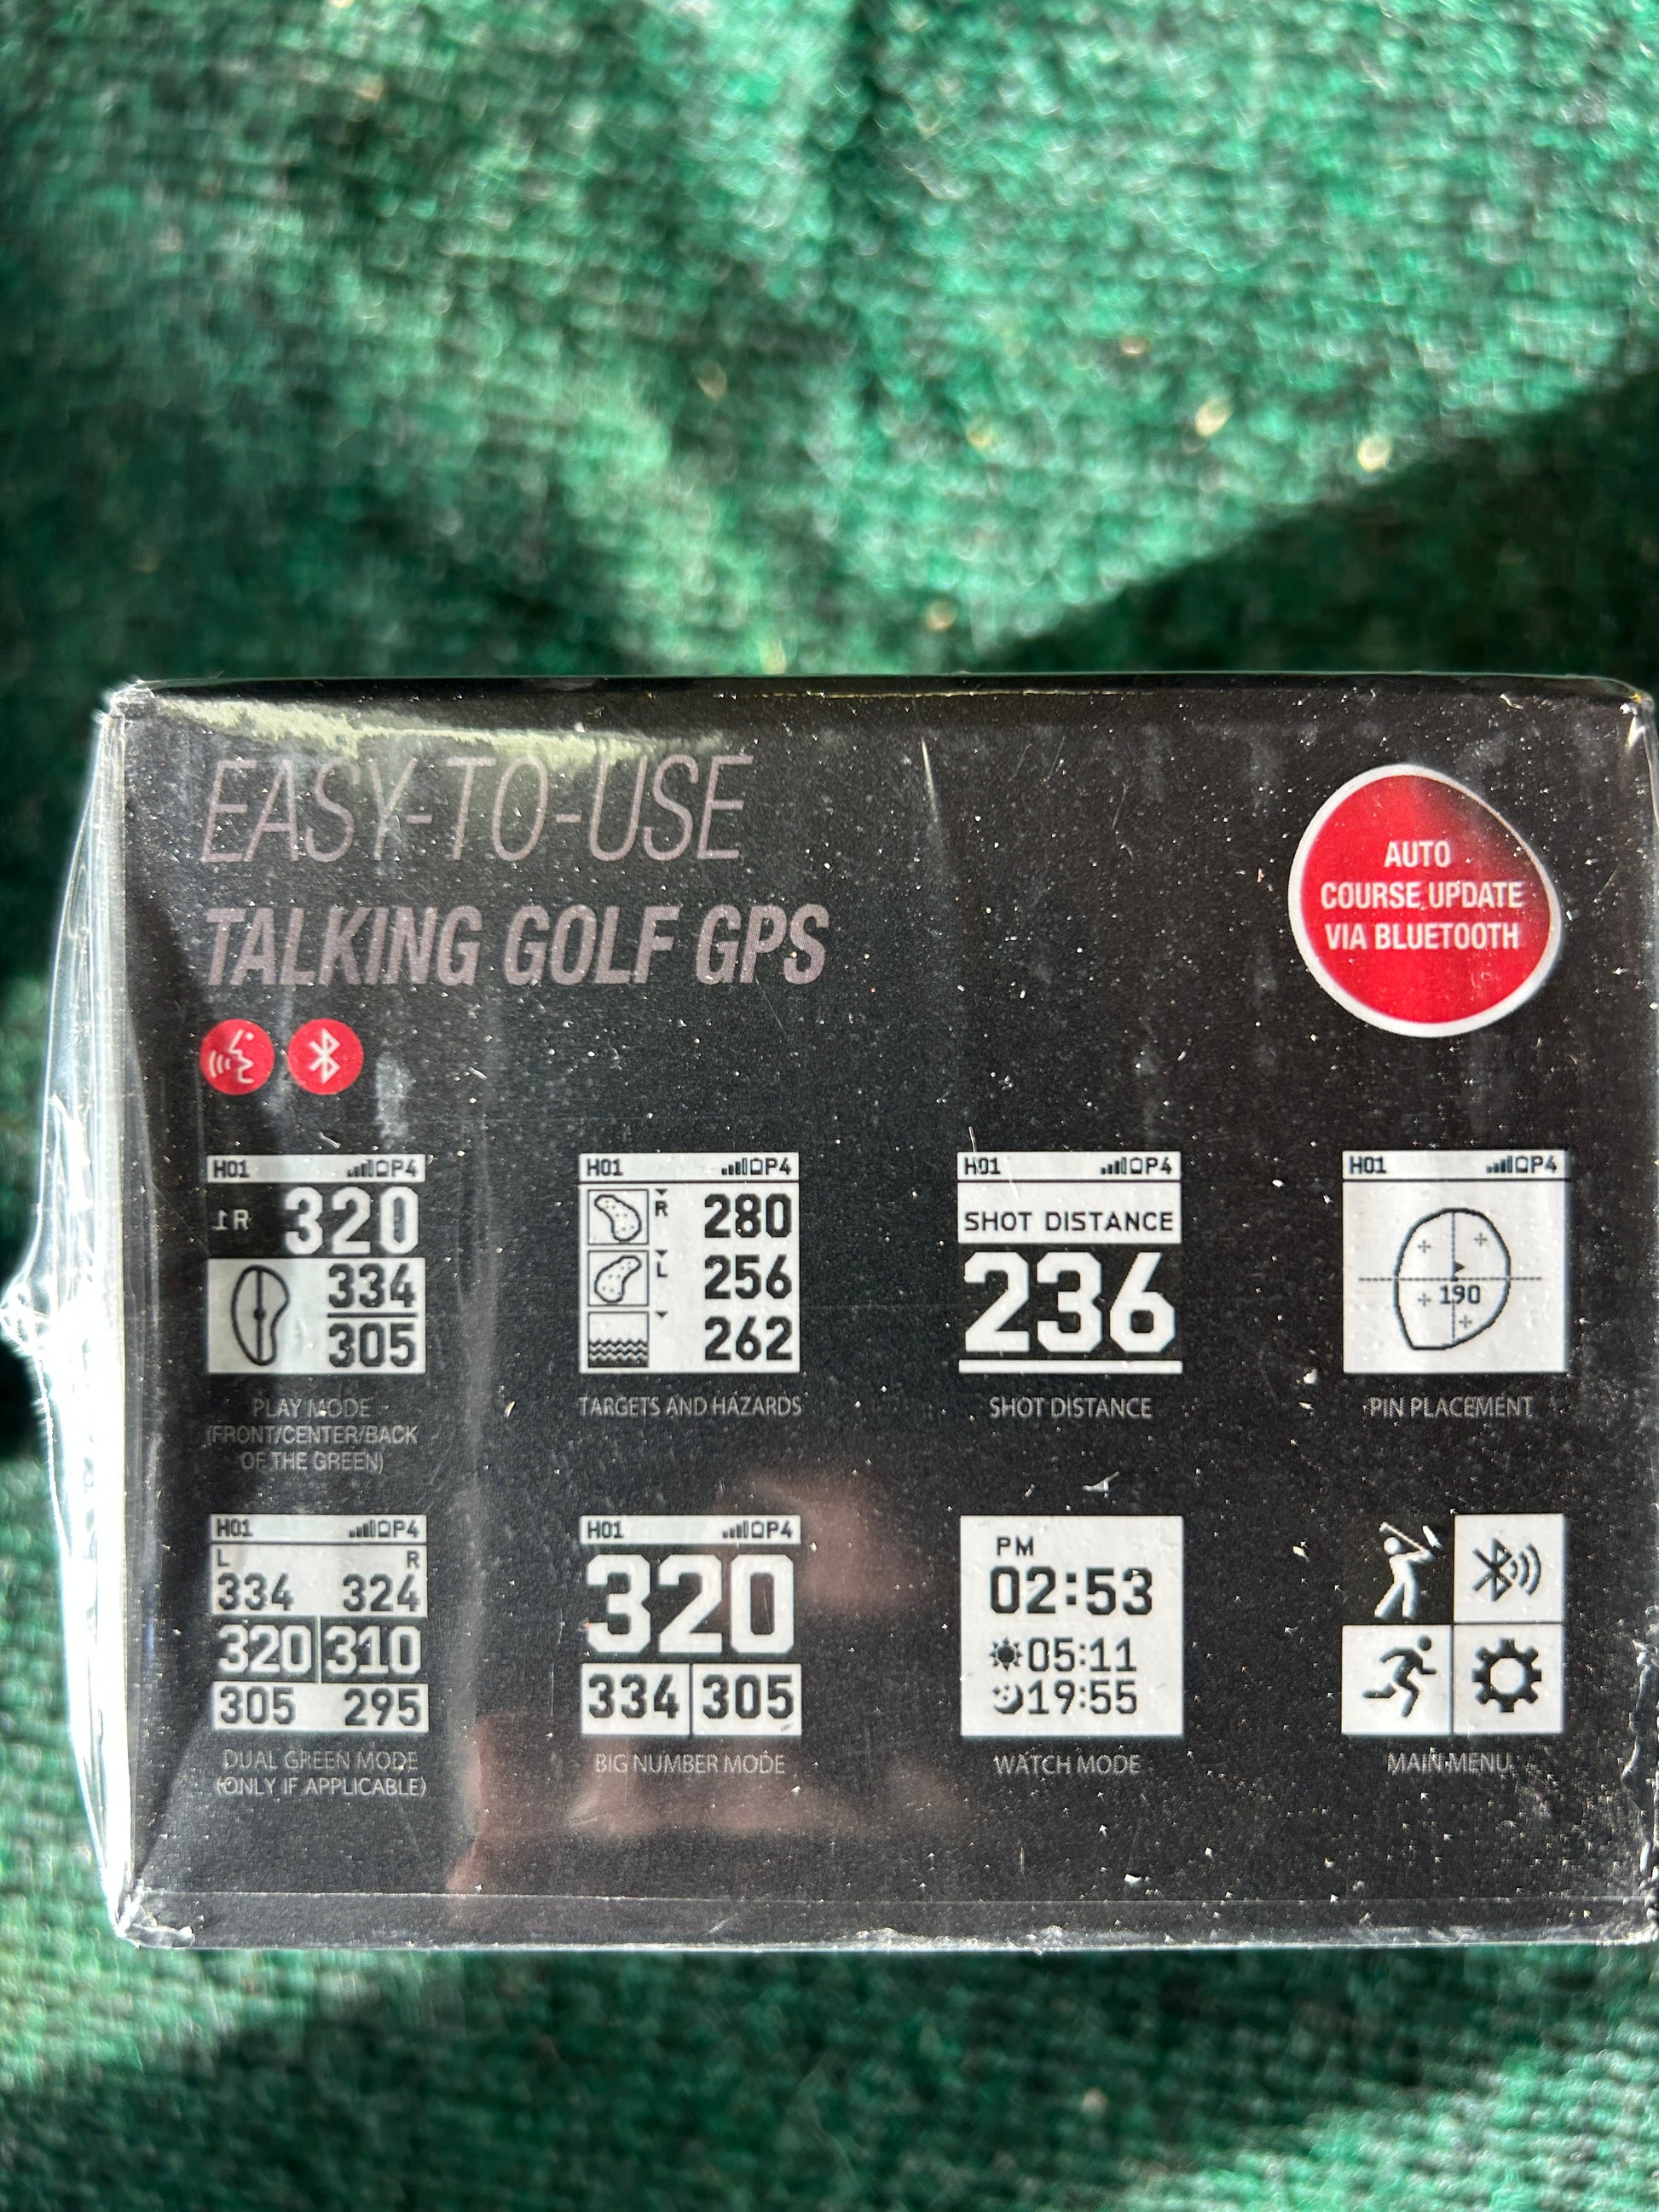 EASY-TO-USE
TALKING GOLF GPS
AUTO
COURSE UPDATE
VIA BLUETOOTH
H01 P4
R 320
334
305
PLAY MODE
(FRONT/CENTER/BACK
OF THE GREEN)
H01 P4
R 280
L 256
262
TARGETS AND HAZARDS
H01 P4
SHOT DISTANCE
236
SHOT DISTANCE
H01 P4
190
PIN PLACEMENT
H01 P4
L R
334 324
320 310
305 295
DUAL GREEN MODE
(ONLY IF APPLICABLE)
H01 P4
320
334 305
BIG NUMBER MODE
PM
02:53
05:11
19:55
WATCH MODE
MAIN MENU